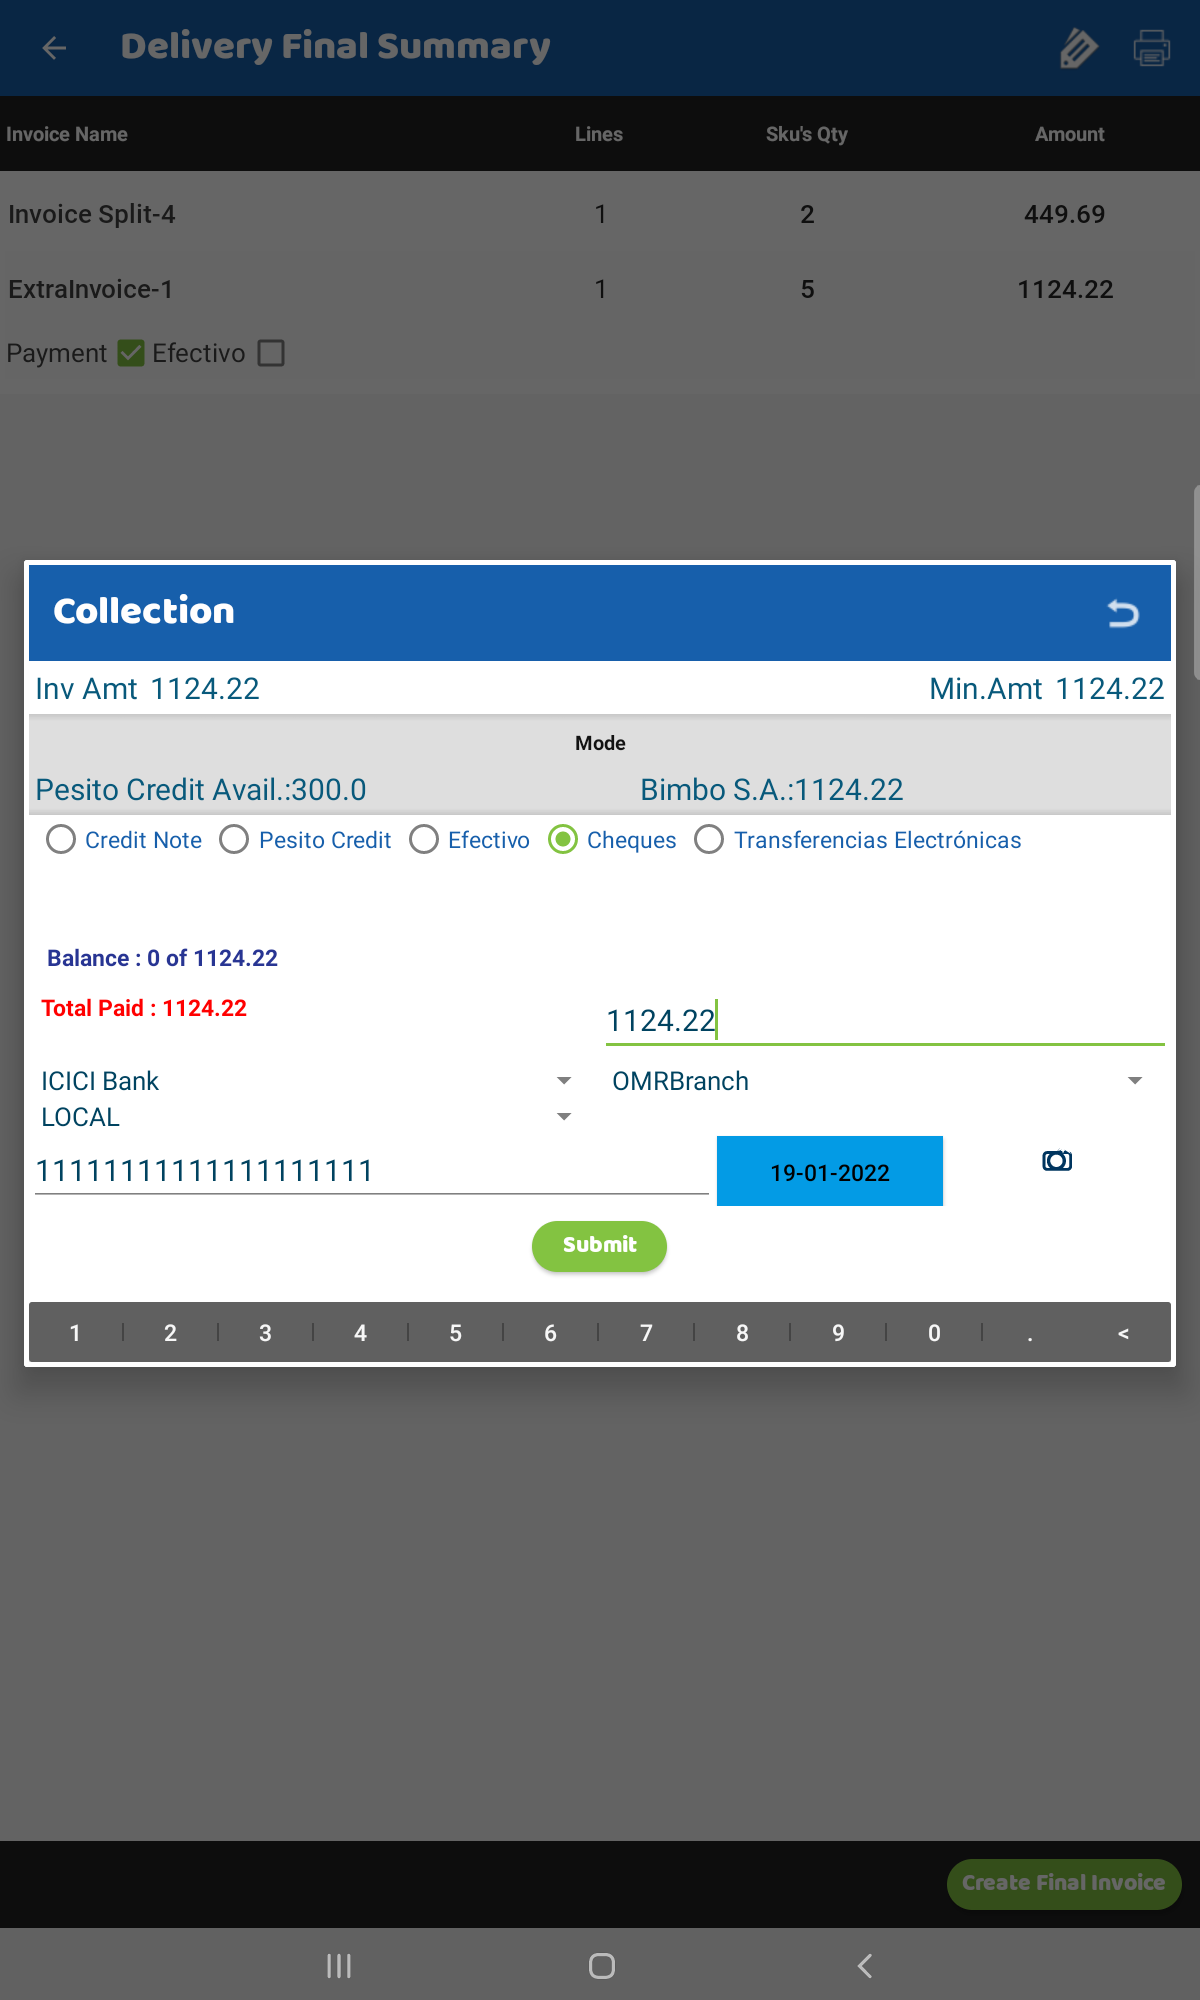 Delivery Final Summary
Invoice Name Lines Sku's Qty Amount
Invoice Split-4 1 2 449.69
ExtraInvoice-1 1 5 1124.22
Payment Efectivo
Collection
Inv Amt 1124.22 Min.Amt 1124.22
Mode
Pesito Credit Avail.:300.0 Bimbo S.A.:1124.22
Credit Note Pesito Credit Efectivo Cheques Transferencias Electrónicas
Balance : 0 of 1124.22
Total Paid : 1124.22
1124.22
ICICI Bank OMRBranch
LOCAL
11111111111111111111
19-01-2022
Submit
1 2 3 4 5 6 7 8 9 0 . <
Create Final Invoice